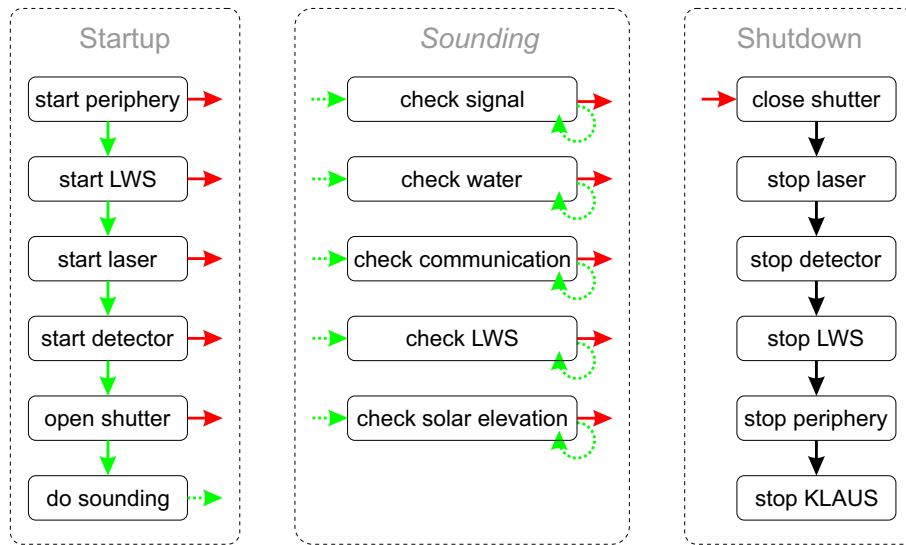 Startup
start periphery
start LWS
start laser
start detector
open shutter
do sounding
Sounding
check signal
check water
check communication
check LWS
check solar elevation
Shutdown
close shutter
stop laser
stop detector
stop LWS
stop periphery
stop KLAUS